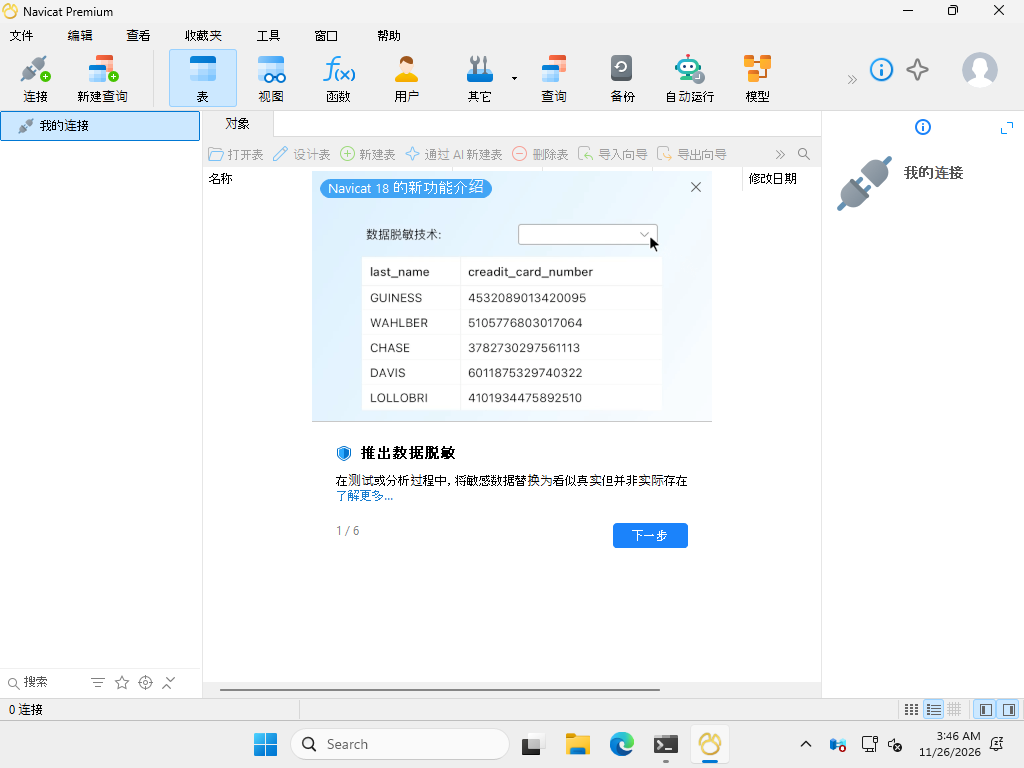 Navicat Premium
文件 编辑 查看 收藏夹 工具 窗口 帮助
连接 新建查询 表 视图 函数 用户 其它 查询 备份 自动运行 模型
我的连接
对象
打开表 设计表 新建表 通过 AI 新建表 删除表 导入向导 导出向导
名称 修改日期
Navicat 18 的新功能介绍
数据脱敏技术:
last_name creadit_card_number
GUINESS 4532089013420095
WAHLBER 5105776803017064
CHASE 3782730297561113
DAVIS 6011875329740322
LOLLOBRI 4101934475892510
推出数据脱敏
在测试或分析过程中, 将敏感数据替换为看似真实但并非实际存在
了解更多...
1 / 6
下一步
我的连接
搜索
0 连接
Search
3:46 AM
11/26/2026